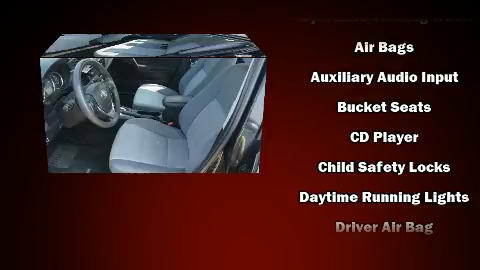 Air Bags
Auxiliary Audio Input
Bucket Seats
CD Player
Child Safety Locks
Daytime Running Lights
Driver Air Bag